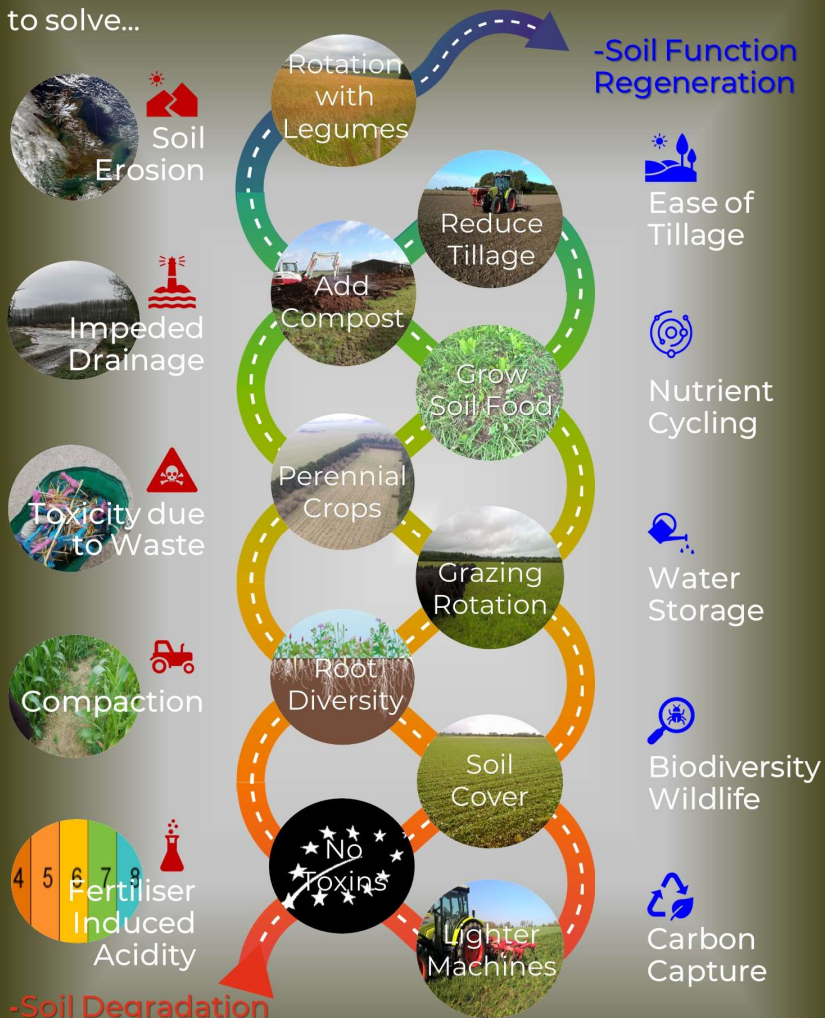 to solve...
Soil
Erosion
Impeded
Drainage
Toxicity due
to Waste
Compaction
4 5 6 7 8
Fertiliser
Induced
Acidity
-Soil Degradation
Rotation
with
Legumes
Reduce
Tillage
Add
Compost
Grow
Soil Food
Perennial
Crops
Grazing
Rotation
Root
Diversity
Soil
Cover
No
Toxins
Lighter
Machines
-Soil Function
Regeneration
Ease of
Tillage
Nutrient
Cycling
Water
Storage
Biodiversity
Wildlife
Carbon
Capture